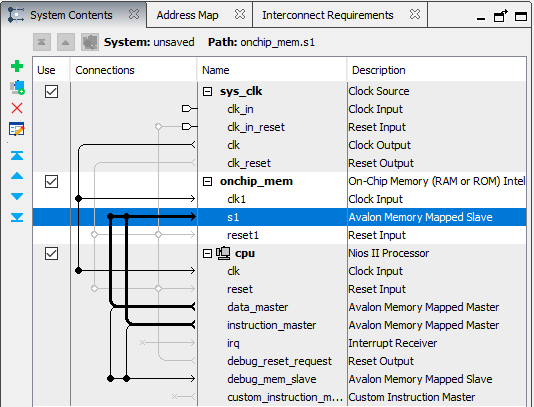 System Contents Address Map Interconnect Requirements
System: unsaved Path: onchip_mem.s1
Use Connections Name Description
sys_clk Clock Source
clk_in Clock Input
clk_in_reset Reset Input
clk Clock Output
clk_reset Reset Output
onchip_mem On-Chip Memory (RAM or ROM) Intel
clk1 Clock Input
s1 Avalon Memory Mapped Slave
reset1 Reset Input
cpu Nios II Processor
clk Clock Input
reset Reset Input
data_master Avalon Memory Mapped Master
instruction_master Avalon Memory Mapped Master
irq Interrupt Receiver
debug_reset_request Reset Output
debug_mem_slave Avalon Memory Mapped Slave
custom_instruction_m... Custom Instruction Master